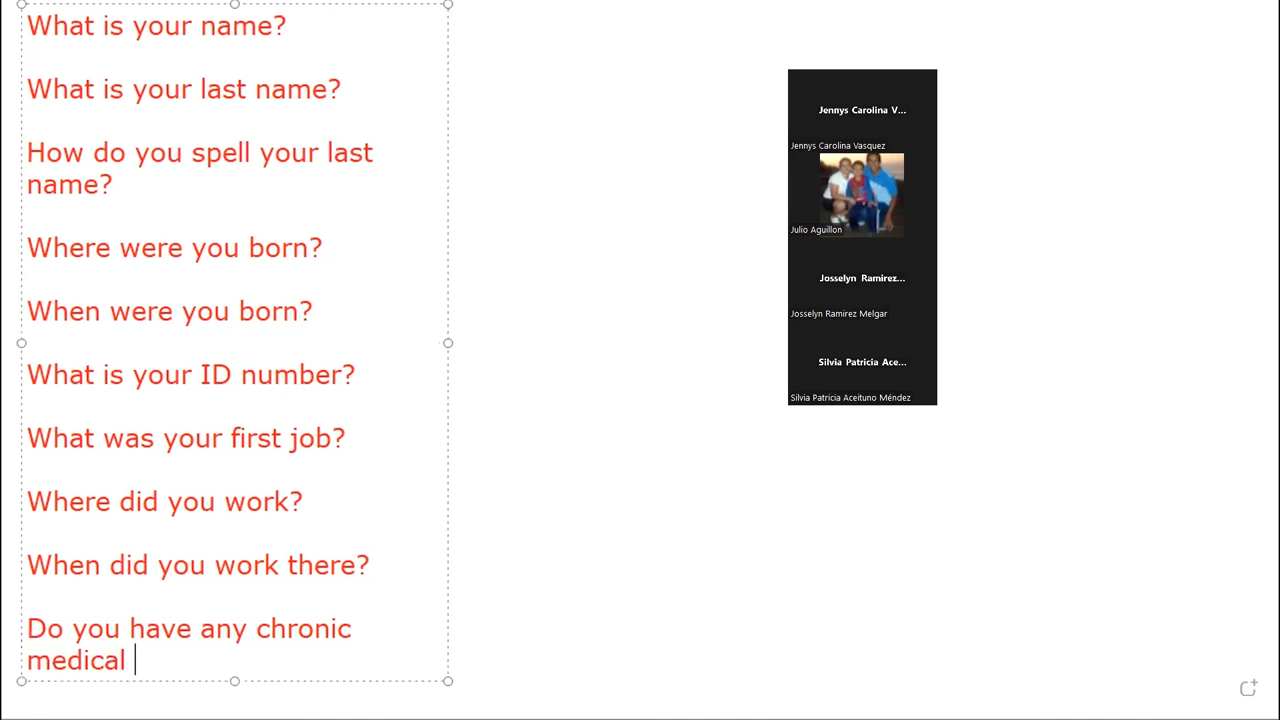 What is your name?
What is your last name?
How do you spell your last
name?
Where were you born?
When were you born?
What is your ID number?
What was your first job?
Where did you work?
When did you work there?
Do you have any chronic
medical
Jennys Carolina V...
Jennys Carolina Vasquez
Julio Aguillon
Josselyn Ramirez...
Josselyn Ramirez Melgar
Silvia Patricia Ace...
Silvia Patricia Aceituno Méndez